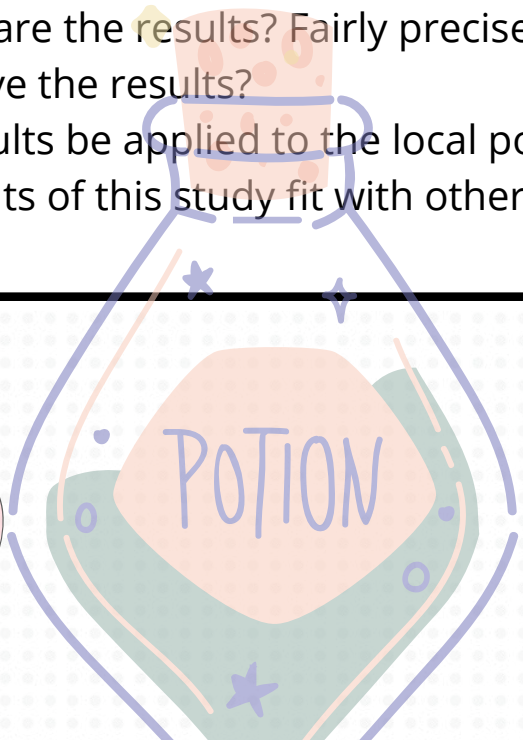 are the results? Fairly precise
ve the results?
ults be applied to the local po
ts of this study fit with other
POTION